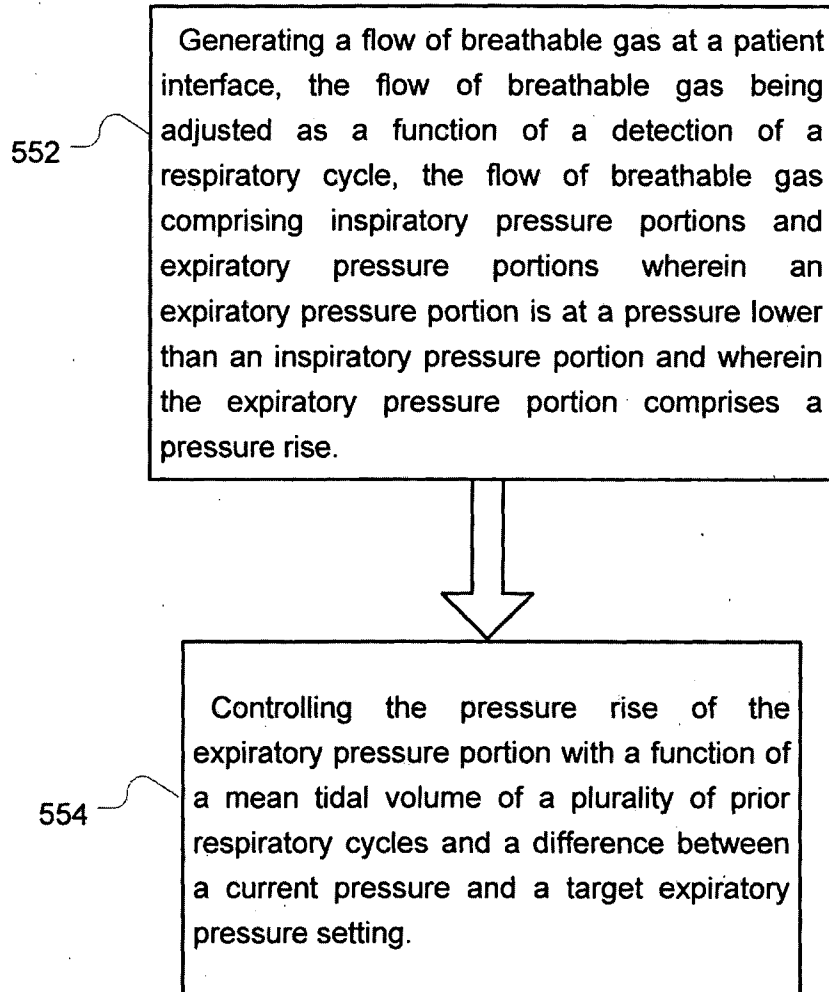 Generating a flow of breathable gas at a patient
interface, the flow of breathable gas being
adjusted as a function of a detection of a
552
respiratory cycle, the flow of breathable gas
comprising inspiratory pressure portions and
expiratory pressure portions wherein an
expiratory pressure portion is at a pressure lower
than an inspiratory pressure portion and wherein
the expiratory pressure portion comprises a
pressure rise.
Controlling the pressure rise of the
expiratory pressure portion with a function of
a mean tidal volume of a plurality of prior
554
respiratory cycles and a difference between
a current pressure and a target expiratory
pressure setting.